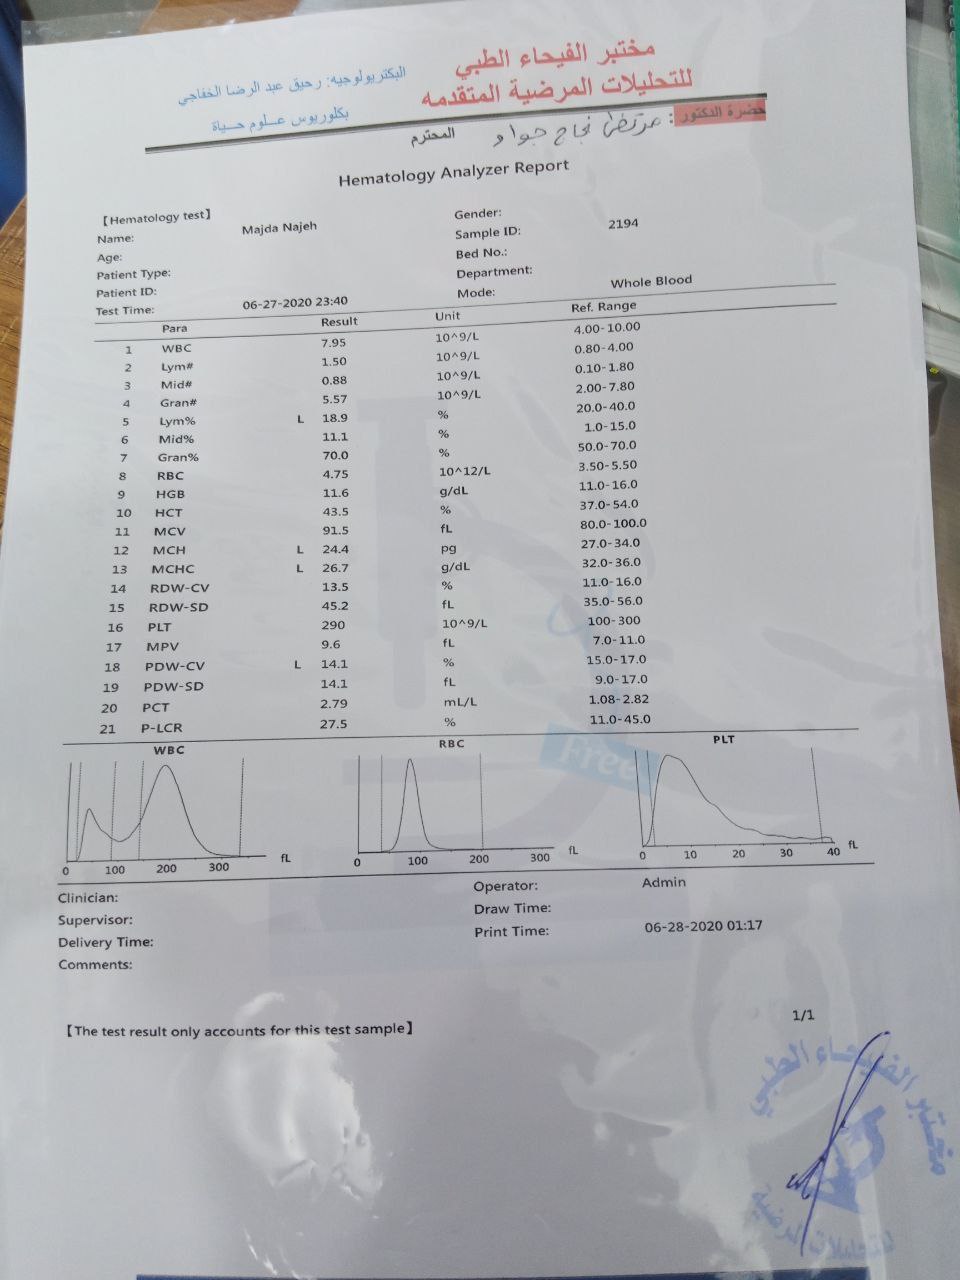 مختبر الفيحاء الطبي
للتحليلات المرضية المتقدمه
البكتريولوجيه: رحيق عبد الرضا الخفاجي
بكلوريوس علوم حياة
حضرة الدكتور : مرتضى نجاح جواد المحترم
Hematology Analyzer Report
【Hematology test】 Gender:
Name: Majda Najeh Sample ID: 2194
Age: Bed No.:
Patient Type: Department:
Patient ID: Mode: Whole Blood
Test Time: 06-27-2020 23:40
Para Result Unit Ref. Range
1 WBC 7.95 10^9/L 4.00-10.00
2 Lym# 1.50 10^9/L 0.80-4.00
3 Mid# 0.88 10^9/L 0.10-1.80
4 Gran# 5.57 10^9/L 2.00-7.80
5 Lym% L 18.9 % 20.0-40.0
6 Mid% 11.1 % 1.0-15.0
7 Gran% 70.0 % 50.0-70.0
8 RBC 4.75 10^12/L 3.50-5.50
9 HGB 11.6 g/dL 11.0-16.0
10 HCT 43.5 % 37.0-54.0
11 MCV 91.5 fL 80.0-100.0
12 MCH L 24.4 pg 27.0-34.0
13 MCHC L 26.7 g/dL 32.0-36.0
14 RDW-CV 13.5 % 11.0-16.0
15 RDW-SD 45.2 fL 35.0-56.0
16 PLT 290 10^9/L 100-300
17 MPV 9.6 fL 7.0-11.0
18 PDW-CV L 14.1 % 15.0-17.0
19 PDW-SD 14.1 fL 9.0-17.0
20 PCT 2.79 mL/L 1.08-2.82
21 P-LCR 27.5 % 11.0-45.0
WBC RBC PLT
Free
0 100 200 300 fL 0 100 200 300 fL 0 10 20 30 40 fL
Clinician: Operator: Admin
Supervisor: Draw Time:
Delivery Time: Print Time: 06-28-2020 01:17
Comments:
【The test result only accounts for this test sample】
1/1
مختبر الفيحاء الطبي
للتحليلات المرضية